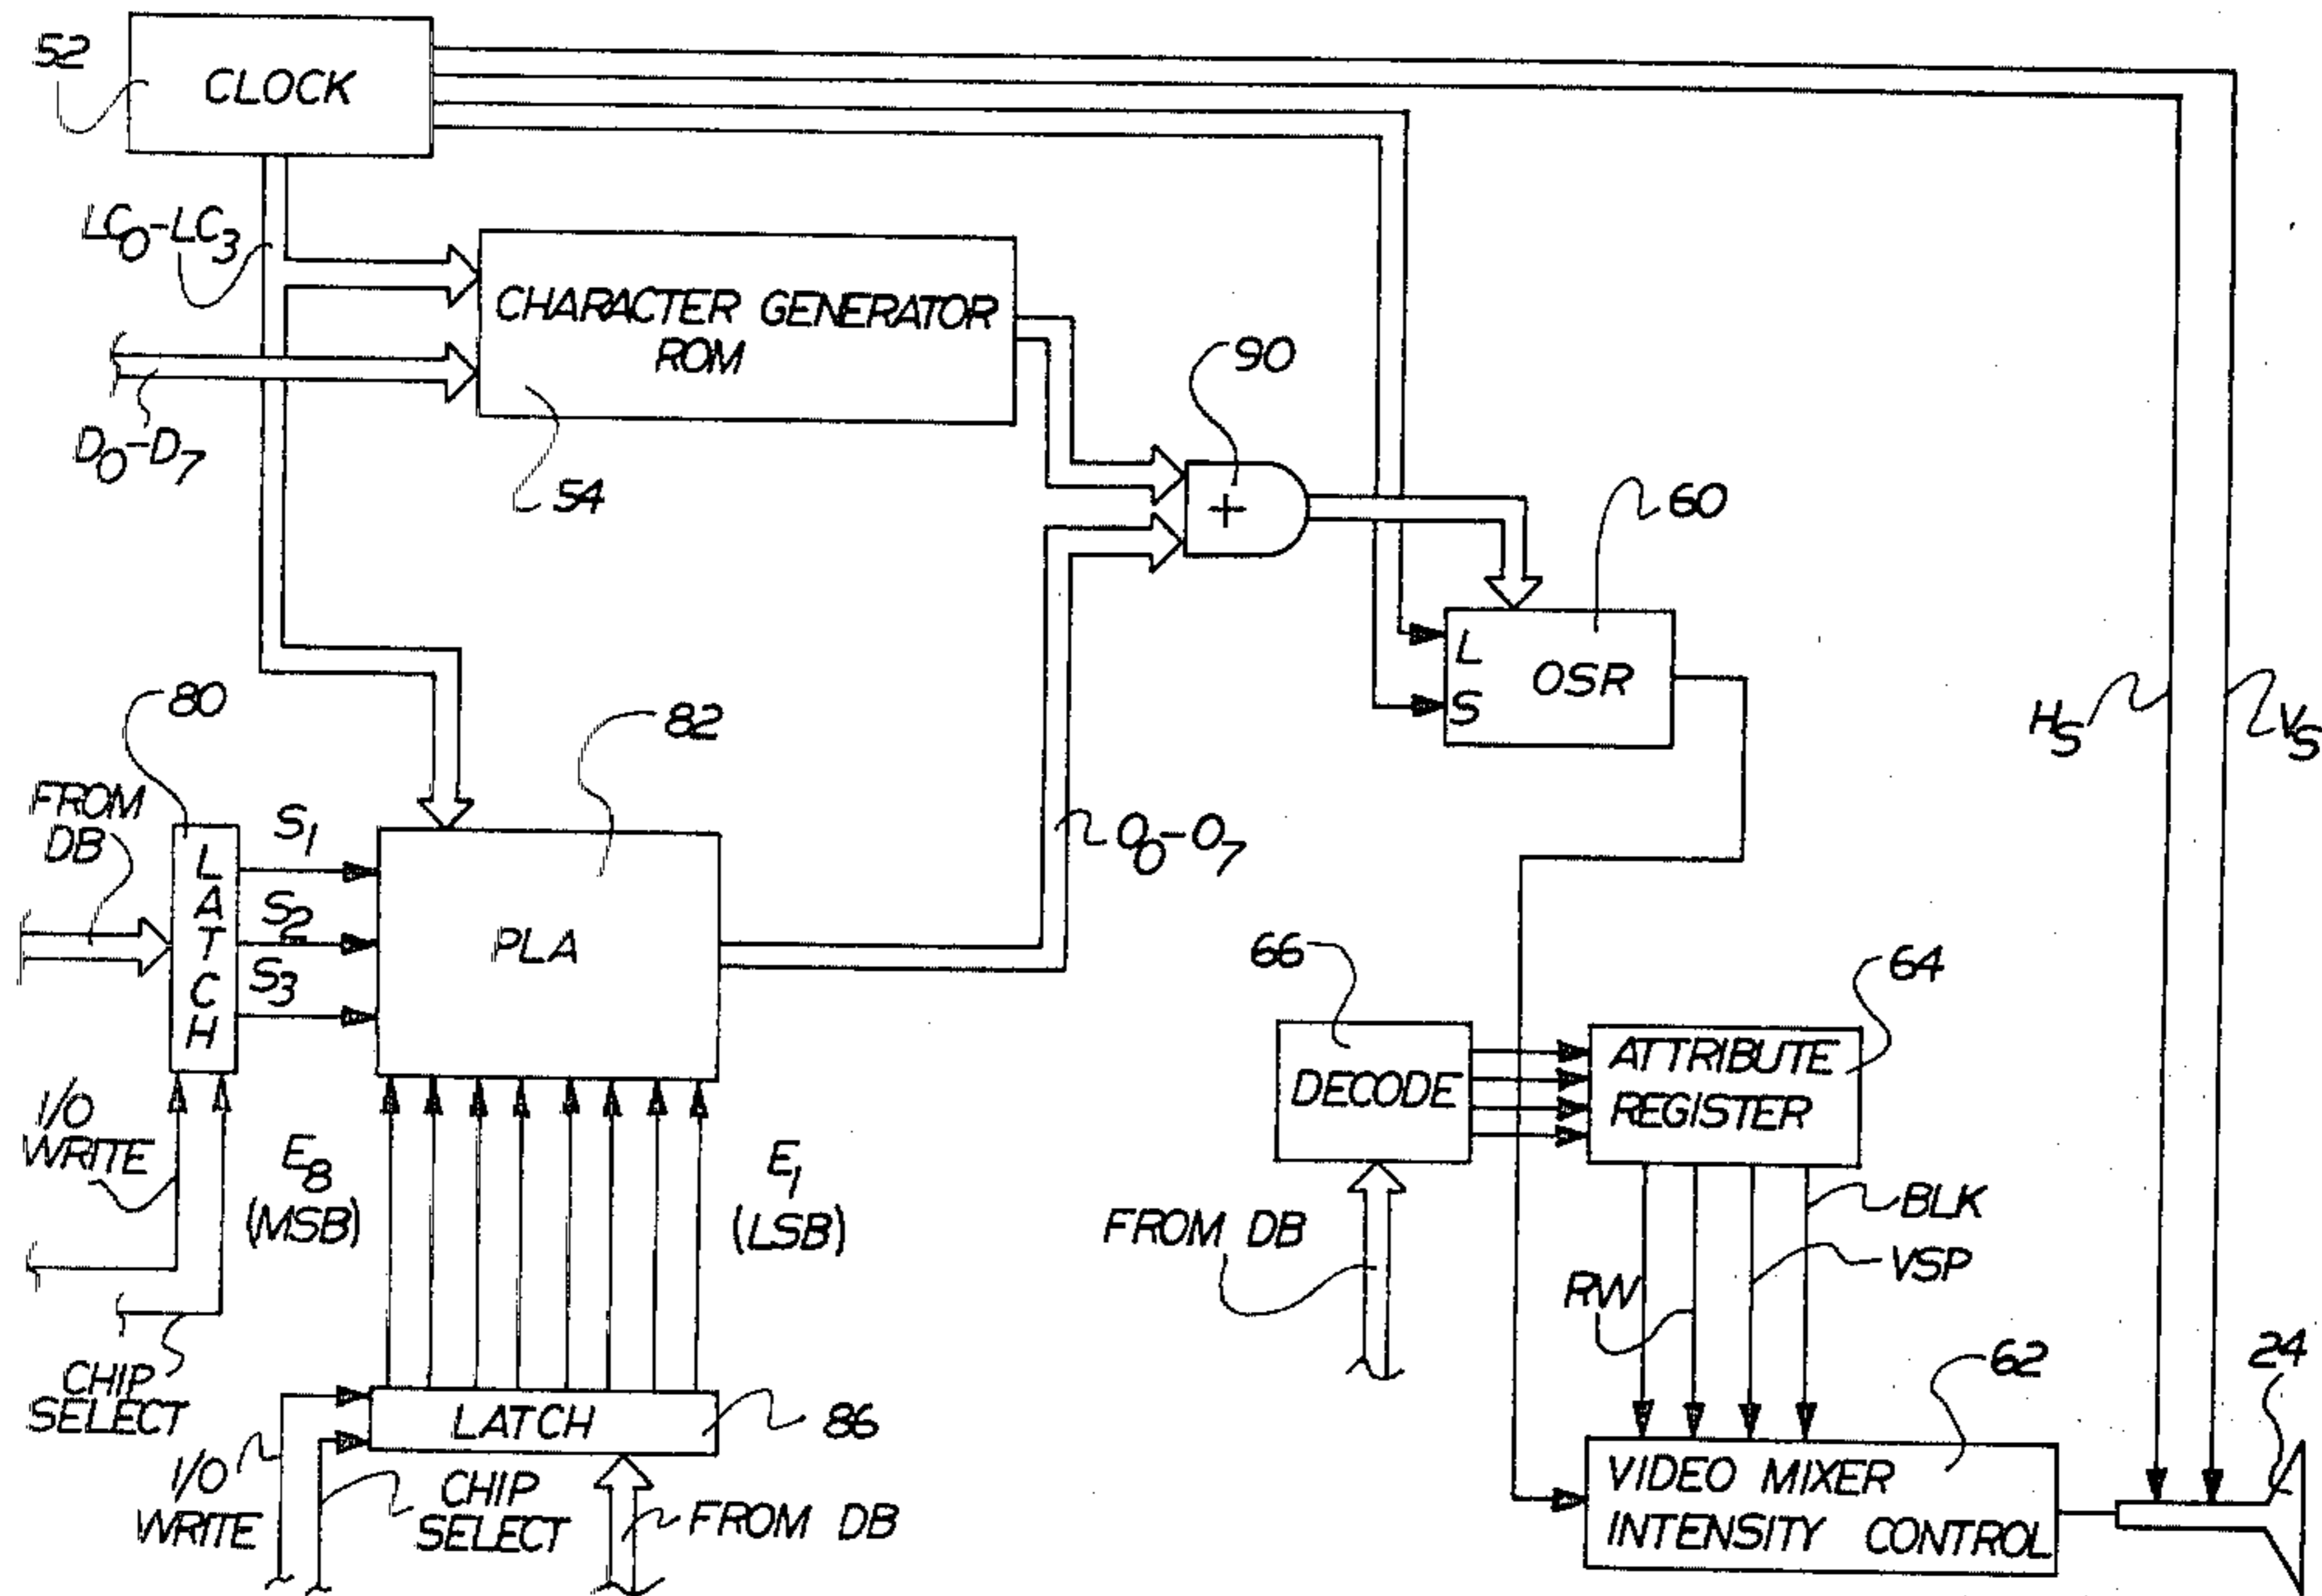 52
CLOCK
LC0-LC3
CHARACTER GENERATOR
ROM
D0-D7
54
90
+
60
L
S
OSR
HS
VS
80
82
FROM
DB
LATCH
S1
S2
S3
PLA
O0-O7
66
64
DECODE
ATTRIBUTE
REGISTER
I/O
WRITE
E8
(MSB)
E1
(LSB)
FROM DB
BLK
VSP
RVV
CHIP
SELECT
LATCH
86
62
24
I/O
WRITE
CHIP
SELECT
FROM DB
VIDEO MIXER
INTENSITY CONTROL